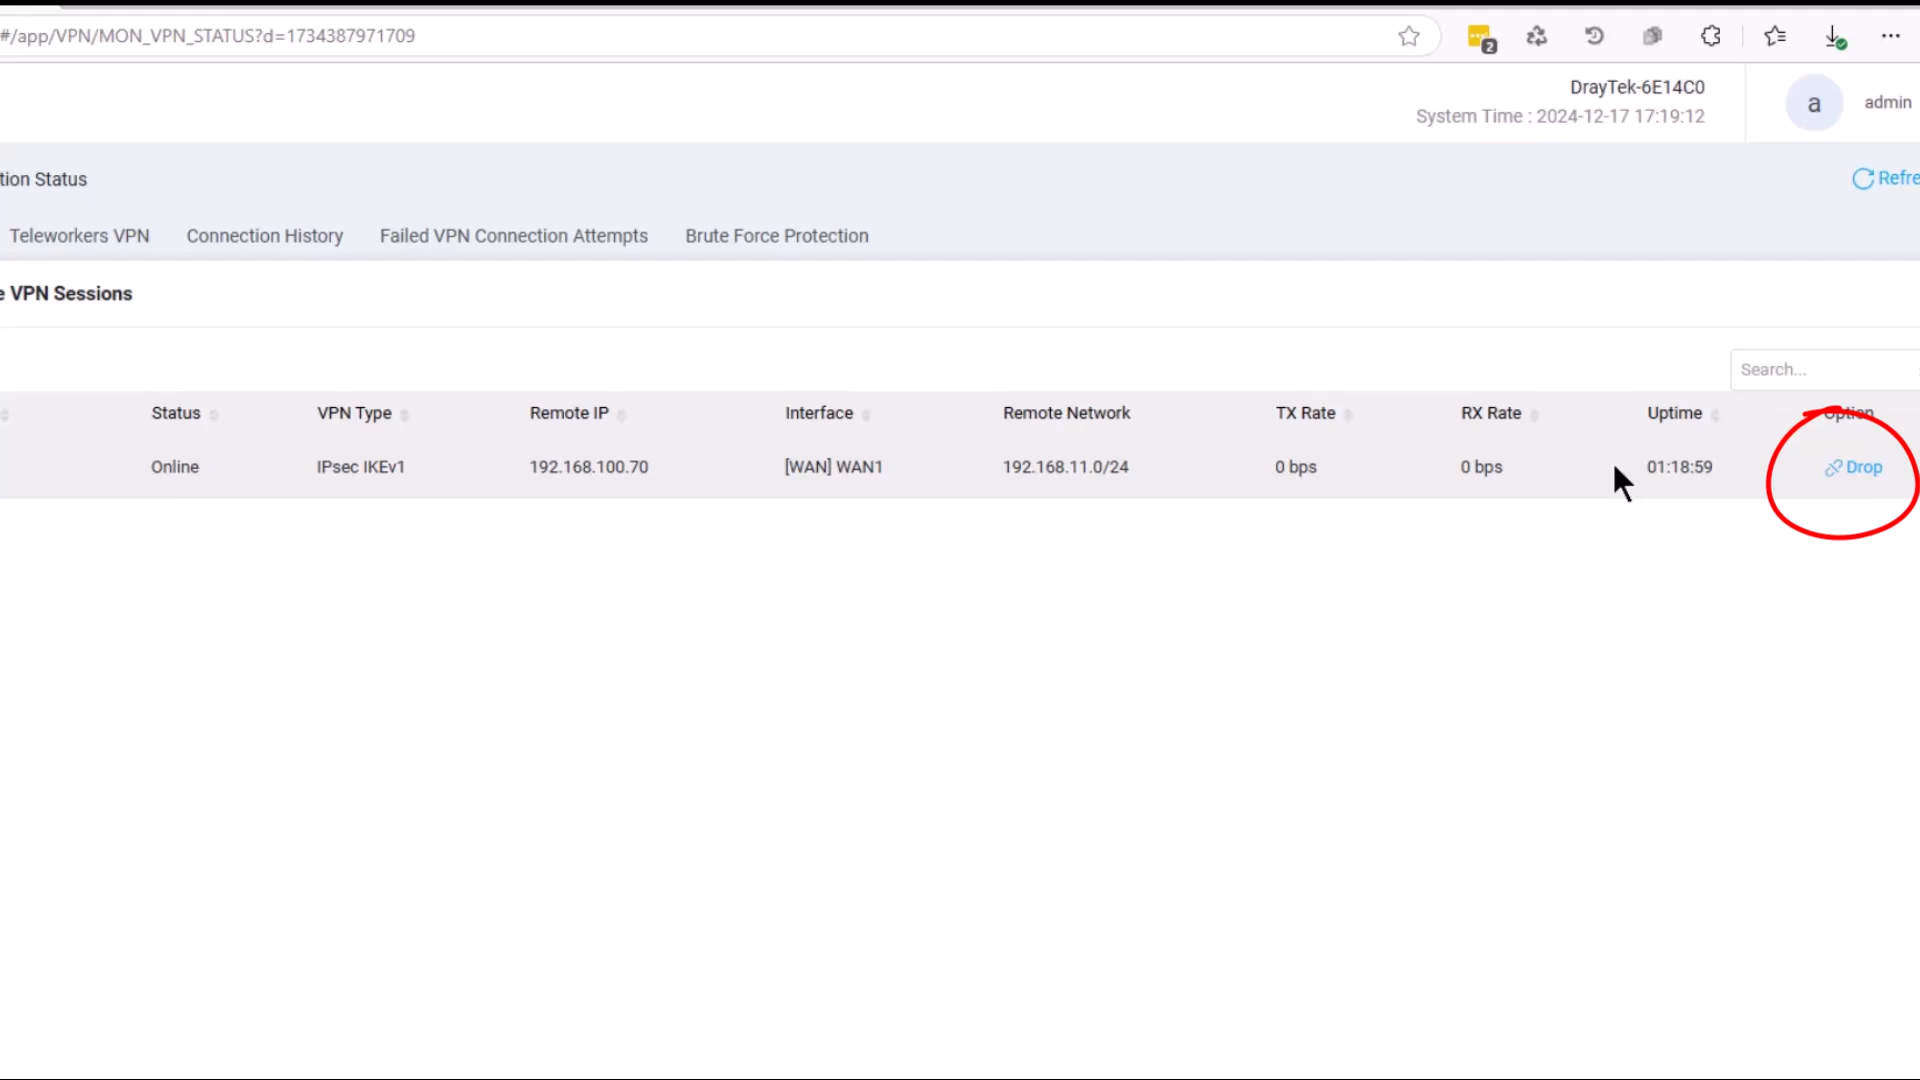 #/app/VPN/MON_VPN_STATUS?d=1734387971709
2
DrayTek-6E14C0
System Time : 2024-12-17 17:19:12
a
admin
tion Status
Refre
Teleworkers VPN Connection History Failed VPN Connection Attempts Brute Force Protection
e VPN Sessions
Search...
Status VPN Type Remote IP Interface Remote Network TX Rate RX Rate Uptime Option
Online IPsec IKEv1 192.168.100.70 [WAN] WAN1 192.168.11.0/24 0 bps 0 bps 01:18:59 Drop